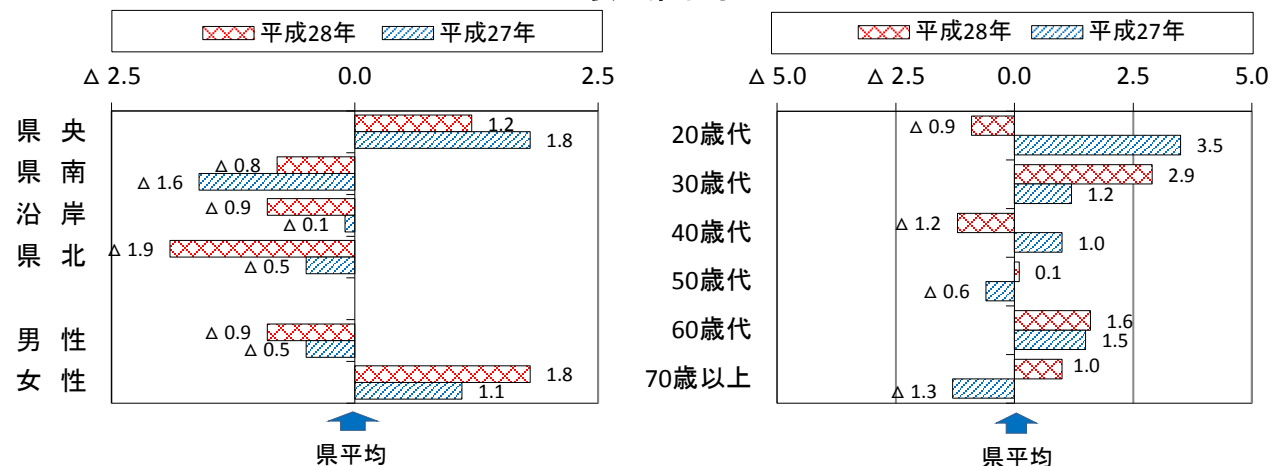 平成28年 平成27年
△ 2.5 0.0 2.5
県 央 1.2
1.8
県 南 △ 0.8
△ 1.6
沿 岸 △ 0.9
△ 0.1
県 北 △ 1.9
△ 0.5
男 性 △ 0.9
△ 0.5
女 性 1.8
1.1
県平均
平成28年 平成27年
△ 5.0 △ 2.5 0.0 2.5 5.0
20歳代 △ 0.9
3.5
30歳代 2.9
1.2
40歳代 △ 1.2
1.0
50歳代 0.1
△ 0.6
60歳代 1.6
1.5
70歳以上 1.0
△ 1.3
県平均